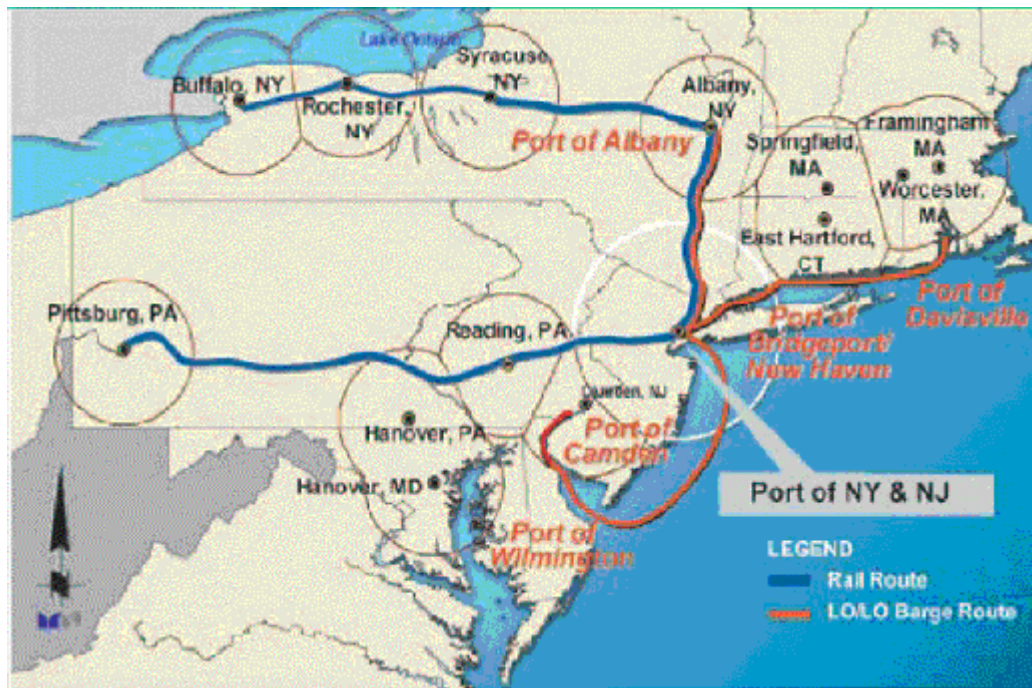 Lake Ontario
Buffalo, NY
Rochester,
NY
Syracuse,
NY
Albany,
NY
Port of Albany
Springfield,
MA
Framingham
MA
Worcester,
MA
East Hartford,
CT
Port of
Davisville
Port of
Bridgeport/
New Haven
Pittsburg, PA
Reading, PA
Camden, NJ
Port of
Camden
Hanover, PA
Hanover, MD
Port of
Wilmington
Port of NY & NJ
LEGEND
Rail Route
LO/LO Barge Route
N